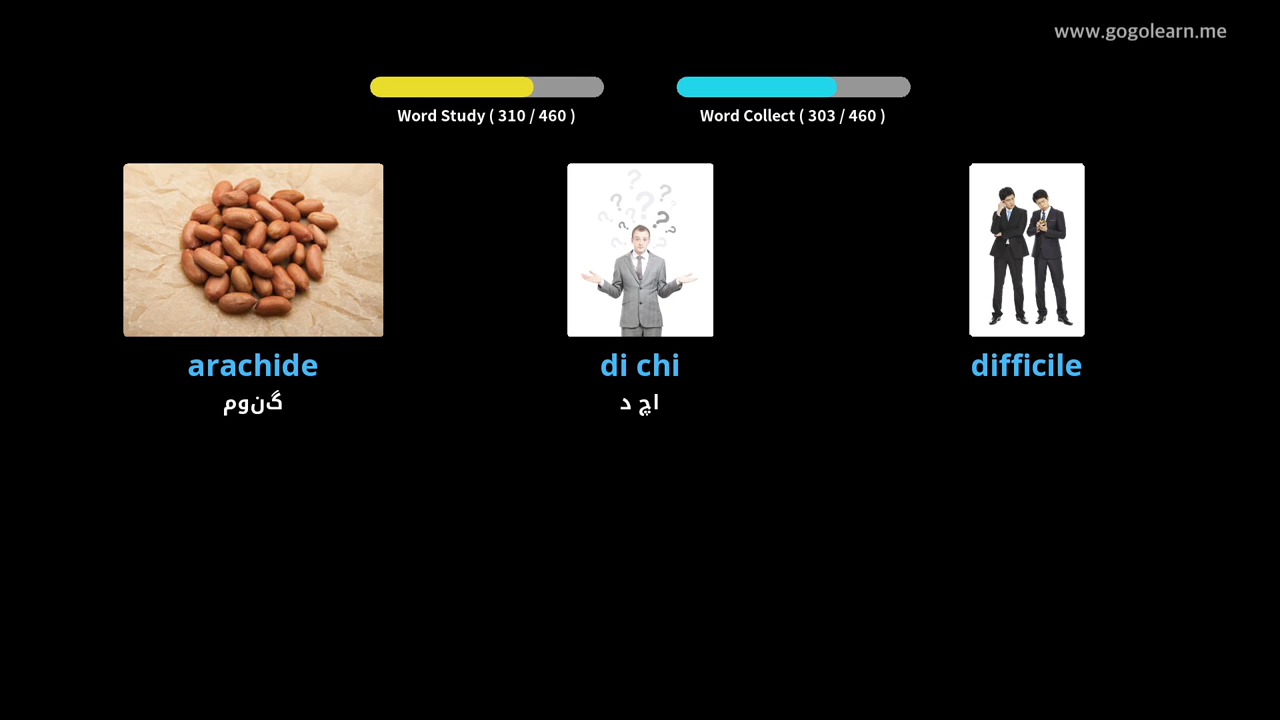 www.gogolearn.me
Word Study ( 310 / 460 )
Word Collect ( 303 / 460 )
arachide
گن‌وم
di chi
اچ د
difficile